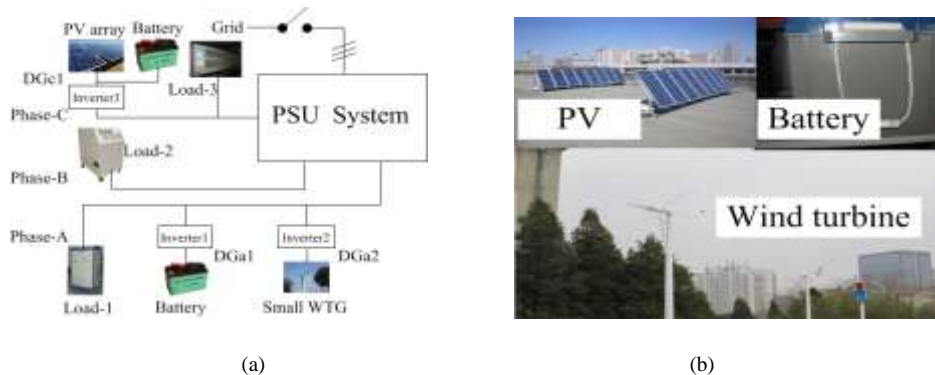 PV array Battery Grid
DGc1
Inverter3
Load-3
Phase-C
PSU System
Load-2
Phase-B
Phase-A
Inverter1
Inverter2
DGa1
DGa2
Load-1
Battery
Small WTG
(a)
PV
Battery
Wind turbine
(b)